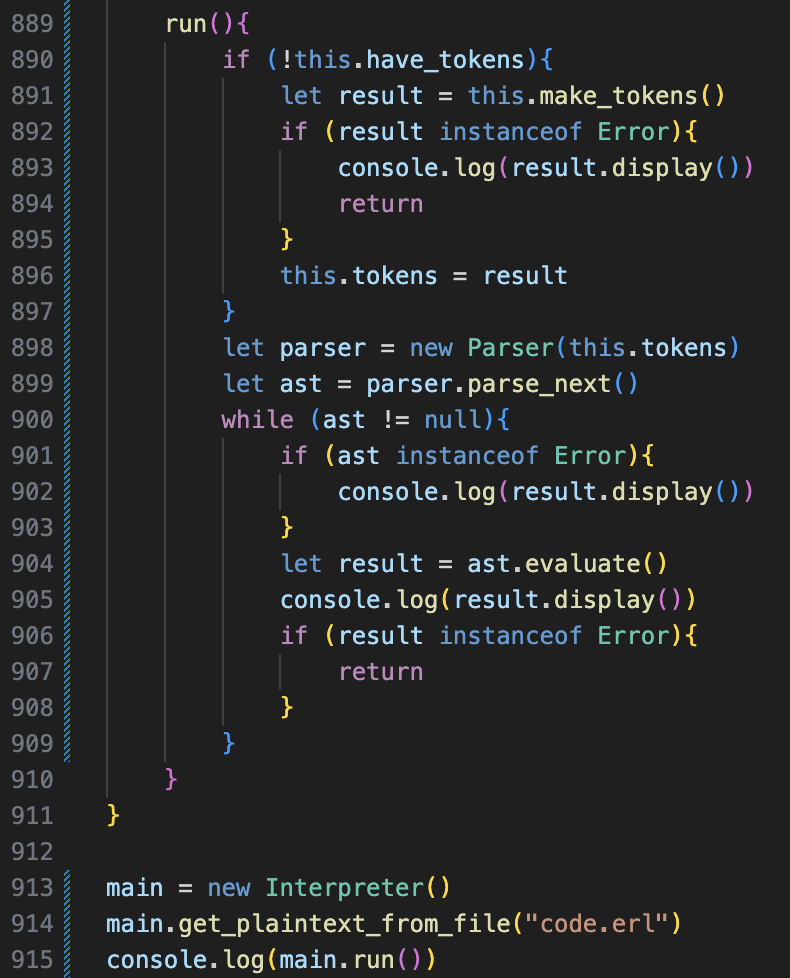 889 run(){
890 if (!this.have_tokens){
891 let result = this.make_tokens()
892 if (result instanceof Error){
893 console.log(result.display())
894 return
895 }
896 this.tokens = result
897 }
898 let parser = new Parser(this.tokens)
899 let ast = parser.parse_next()
900 while (ast != null){
901 if (ast instanceof Error){
902 console.log(result.display())
903 }
904 let result = ast.evaluate()
905 console.log(result.display())
906 if (result instanceof Error){
907 return
908 }
909 }
910 }
911 }
912
913 main = new Interpreter()
914 main.get_plaintext_from_file("code.erl")
915 console.log(main.run())